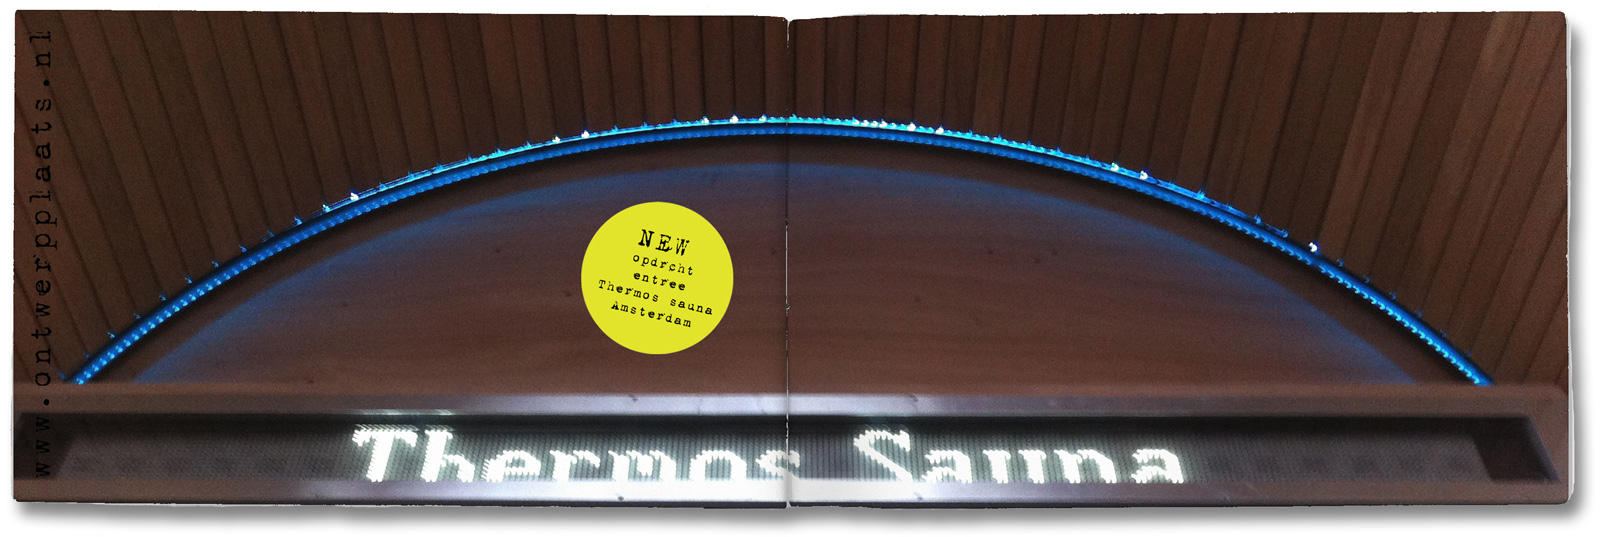 www.ontwerpplaats.nl
NEW
opdrcht
entree
Thermos sauna
Amsterdam
Thermos Sauna